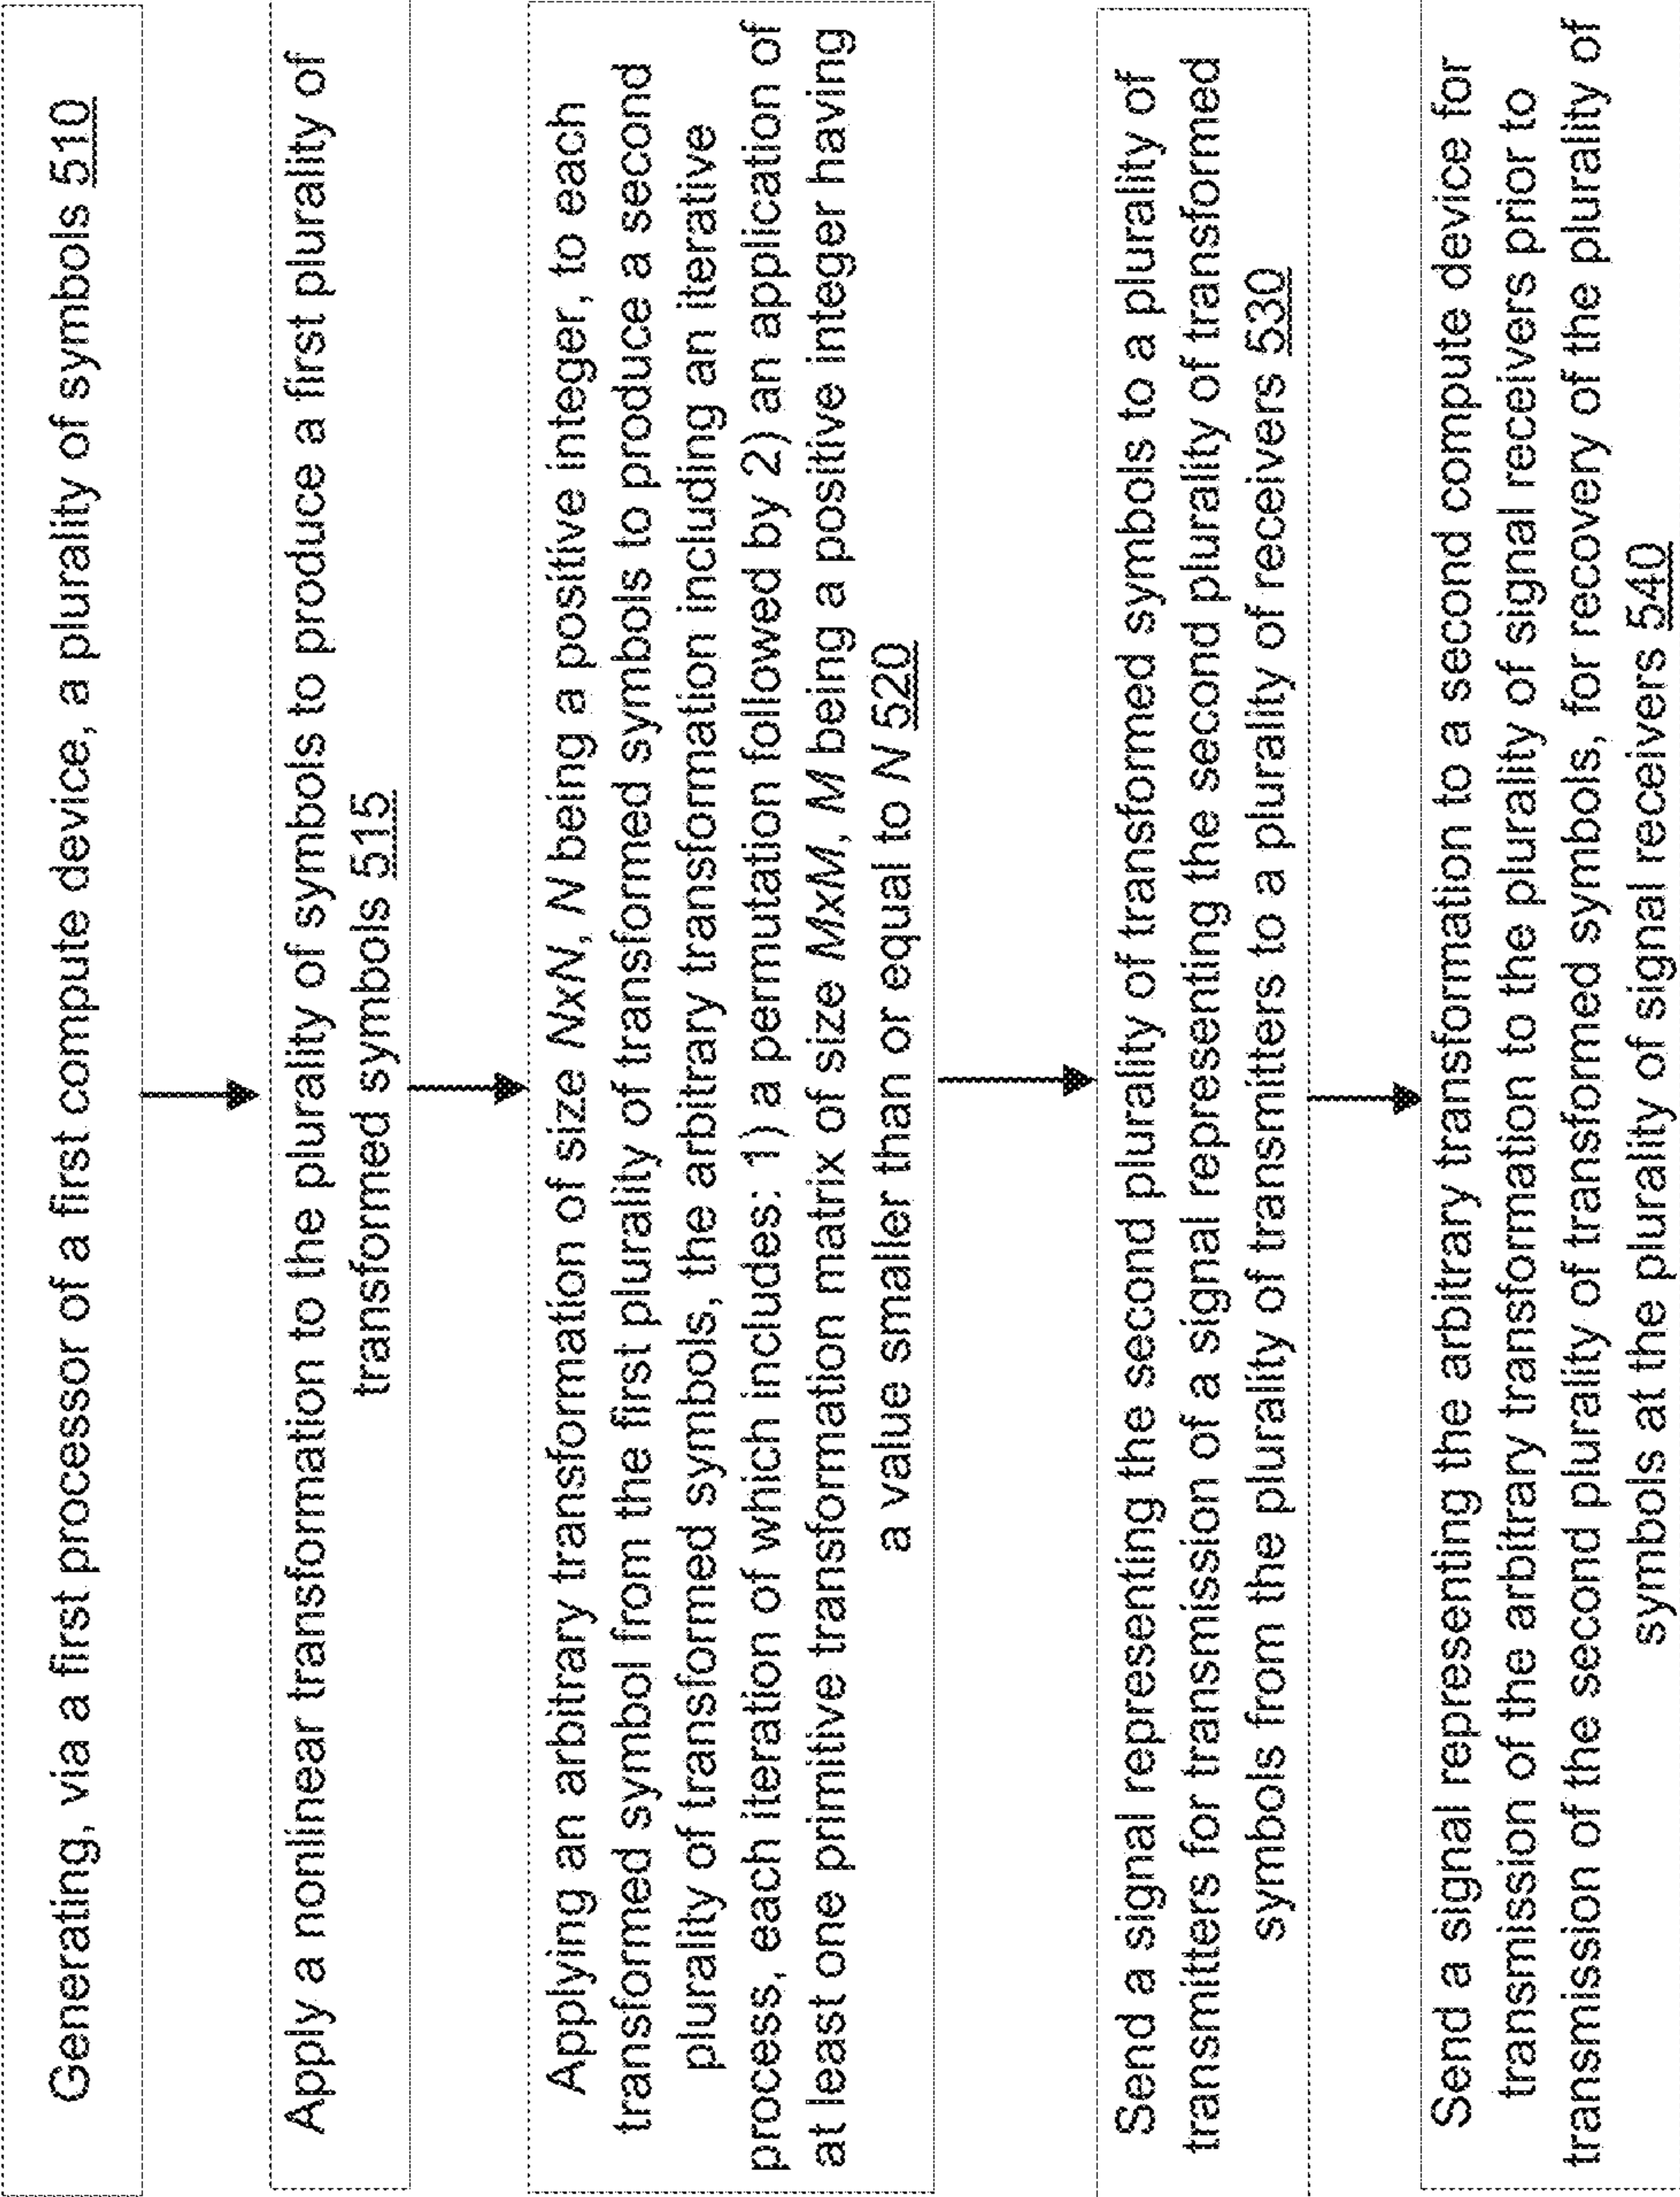 Generating, via a first processor of a first compute device, a plurality of symbols 510
Apply a nonlinear transformation to the plurality of symbols to produce a first plurality of
transformed symbols 515
Applying an arbitrary transformation of size NxN, N being a positive integer, to each
transformed symbol from the first plurality of transformed symbols to produce a second
plurality of transformed symbols, the arbitrary transformation including an iterative
process, each iteration of which includes: 1) a permutation followed by 2) an application of
at least one primitive transformation matrix of size MxM, M being a positive integer having
a value smaller than or equal to N 520
Send a signal representing the second plurality of transformed symbols to a plurality of
transmitters for transmission of a signal representing the second plurality of transformed
symbols from the plurality of transmitters to a plurality of receivers 530
Send a signal representing the arbitrary transformation to a second compute device for
transmission of the arbitrary transformation to the plurality of signal receivers prior to
transmission of the second plurality of transformed symbols, for recovery of the plurality of
symbols at the plurality of signal receivers 540